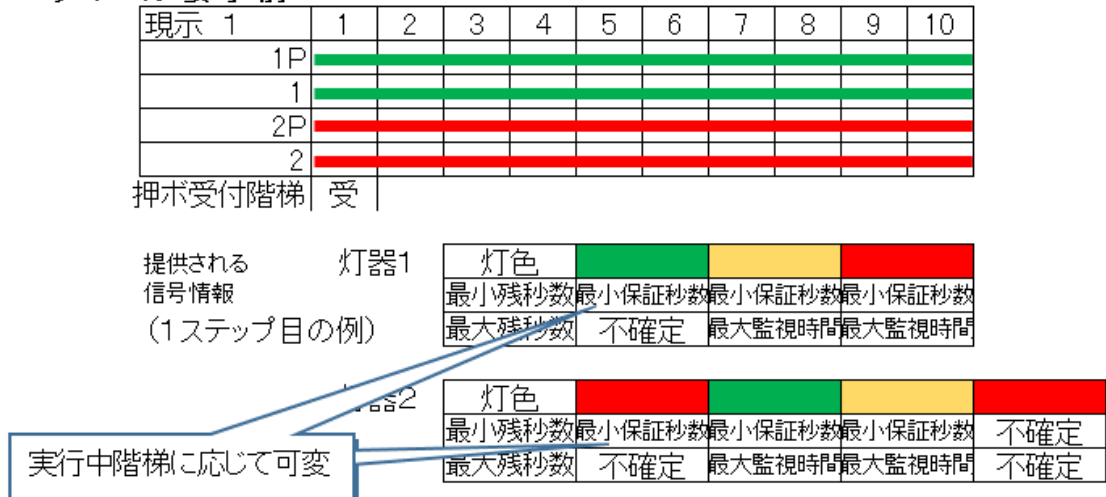 現示 1 1 2 3 4 5 6 7 8 9 10
1P
1
2P
2
押ボ受付階梯 受
提供される
信号情報
(1ステップ目の例)
灯器1
灯色
最小残秒数 最小保証秒数 最小保証秒数 最小保証秒数
最大残秒数 不確定 最大監視時間 最大監視時間
器2
灯色
最小残秒数 最小保証秒数 最小保証秒数 最小保証秒数 不確定
最大残秒数 不確定 最大監視時間 最大監視時間 不確定
実行中階梯に応じて可変